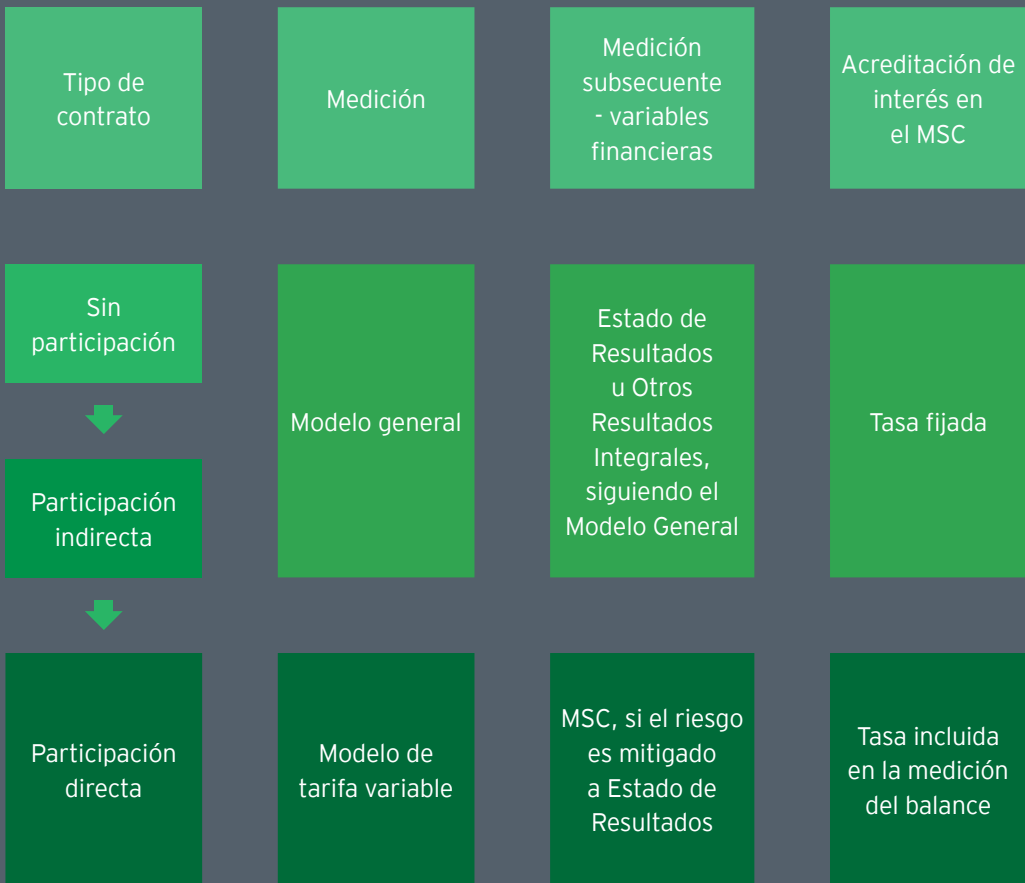 Tipo de
contrato
Medición
Medición
subsecuente
- variables
financieras
Acreditación de
interés en
el MSC
Sin
participación
Participación
indirecta
Modelo general
Estado de
Resultados
u Otros
Resultados
Integrales,
siguiendo el
Modelo General
Tasa fijada
Participación
directa
Modelo de
tarifa variable
MSC, si el riesgo
es mitigado
a Estado de
Resultados
Tasa incluida
en la medición
del balance